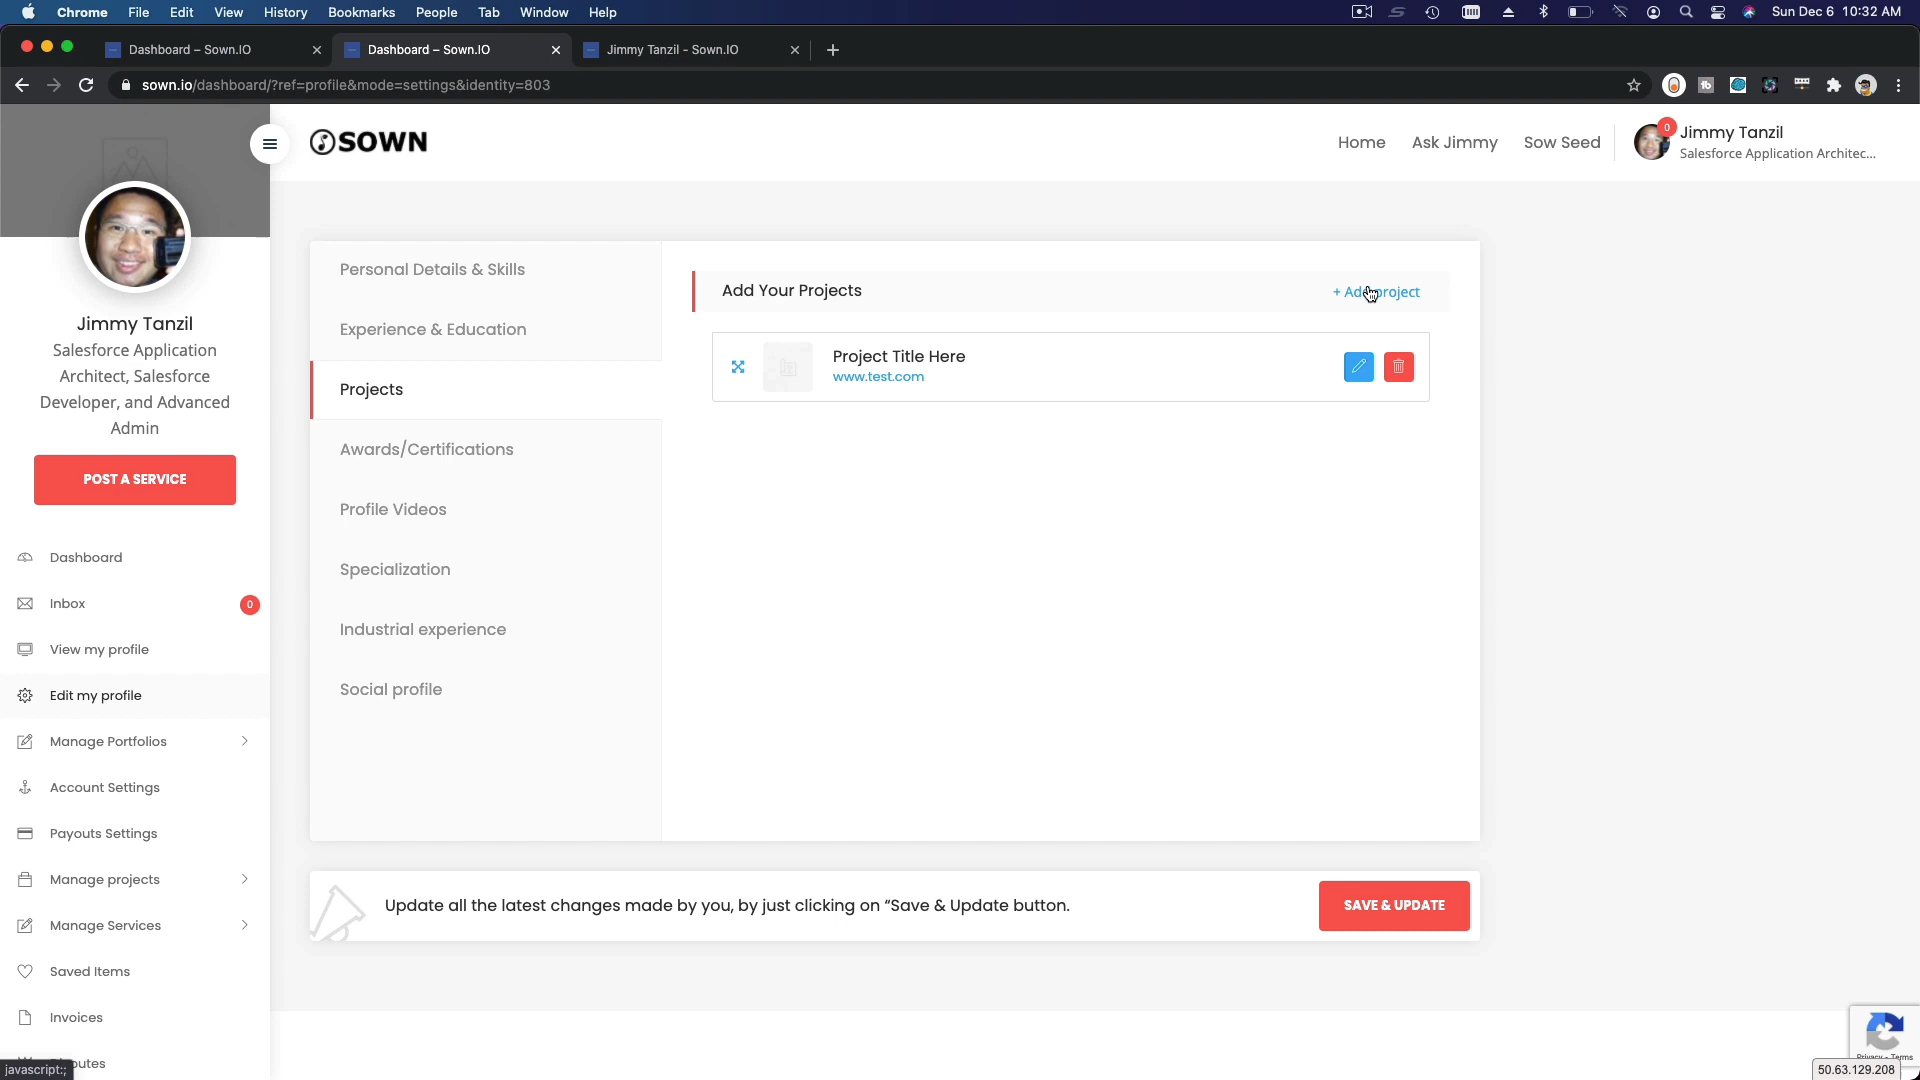 Chrome File Edit View History Bookmarks People Tab Window Help
Sun Dec 6 10:32 AM
Dashboard – Sown.IO
Dashboard – Sown.IO
Jimmy Tanzil - Sown.IO
sown.io/dashboard/?ref=profile&mode=settings&identity=803
SOWN
Home
Ask Jimmy
Sow Seed
0
Jimmy Tanzil
Salesforce Application Architec...
Jimmy Tanzil
Salesforce Application
Architect, Salesforce
Developer, and Advanced
Admin
POST A SERVICE
Dashboard
Inbox
0
View my profile
Edit my profile
Manage Portfolios
Account Settings
Payouts Settings
Manage projects
Manage Services
Saved Items
Invoices
javascript:;
Personal Details & Skills
Experience & Education
Projects
Awards/Certifications
Profile Videos
Specialization
Industrial experience
Social profile
Add Your Projects
+ Add project
Project Title Here
www.test.com
Update all the latest changes made by you, by just clicking on “Save & Update button.
SAVE & UPDATE
Privacy - Terms
50.63.129.208